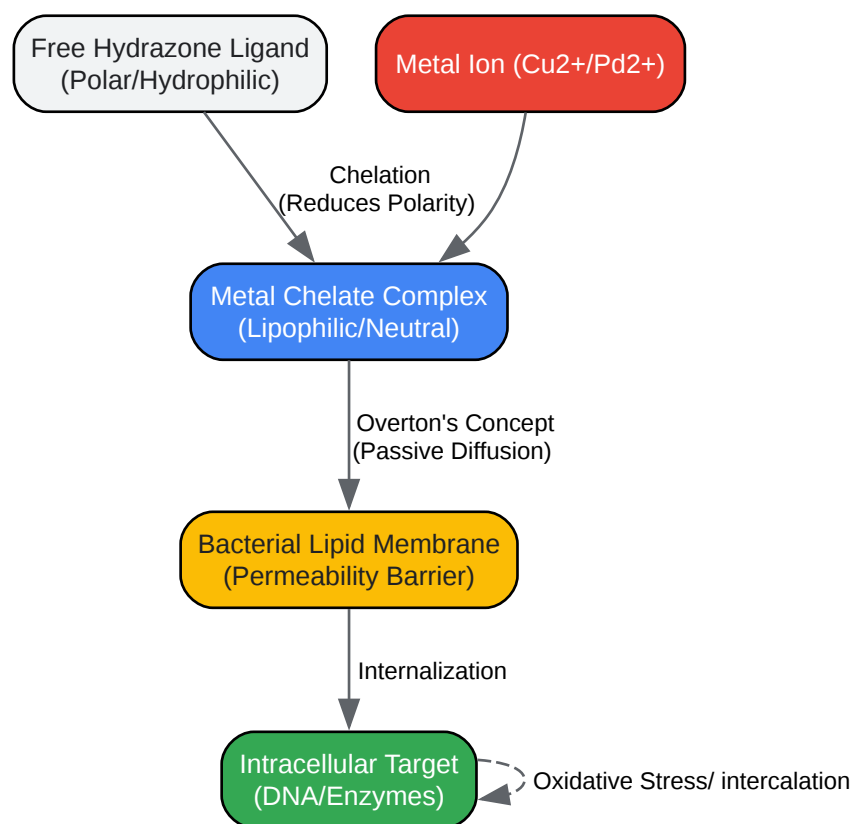 Free Hydrazone Ligand
(Polar/Hydrophilic)
Metal Ion (Cu2+/Pd2+)
Chelation
(Reduces Polarity)
Metal Chelate Complex
(Lipophilic/Neutral)
Overton's Concept
(Passive Diffusion)
Bacterial Lipid Membrane
(Permeability Barrier)
Internalization
Intracellular Target
(DNA/Enzymes)
Oxidative Stress/ intercalation